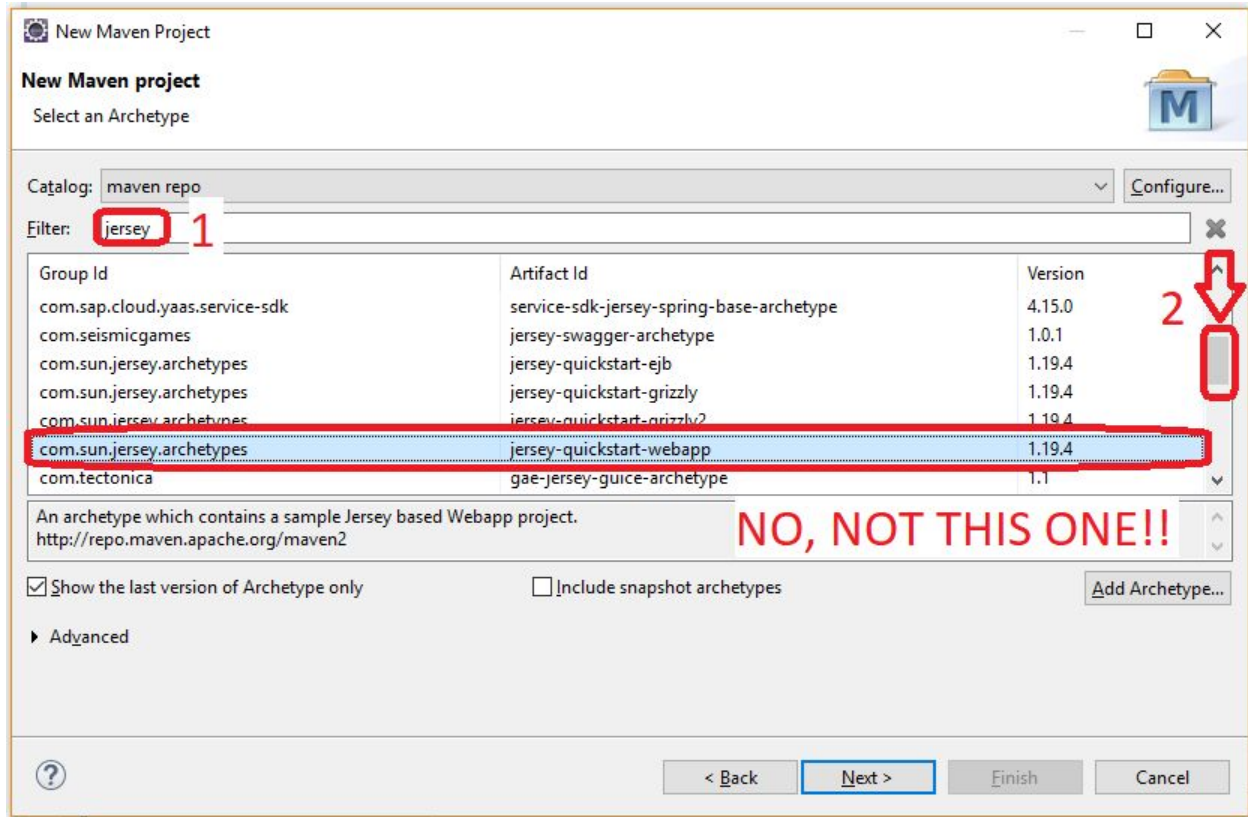 New Maven Project
New Maven project
Select an Archetype
M
Catalog: maven repo Configure...
Filter: jersey 1
Group Id Artifact Id Version
com.sap.cloud.yaas.service-sdk service-sdk-jersey-spring-base-archetype 4.15.0 2
com.seismicgames jersey-swagger-archetype 1.0.1
com.sun.jersey.archetypes jersey-quickstart-ejb 1.19.4
com.sun.jersey.archetypes jersey-quickstart-grizzly 1.19.4
com.sun.jersey.archetypes jersey-quickstart-grizzly2 1.19.4
com.sun.jersey.archetypes jersey-quickstart-webapp 1.19.4
com.tectonica gae-jersey-guice-archetype 1.1
An archetype which contains a sample Jersey based Webapp project.
http://repo.maven.apache.org/maven2
NO, NOT THIS ONE!!
Show the last version of Archetype only Include snapshot archetypes Add Archetype...
Advanced
? < Back Next > Finish Cancel